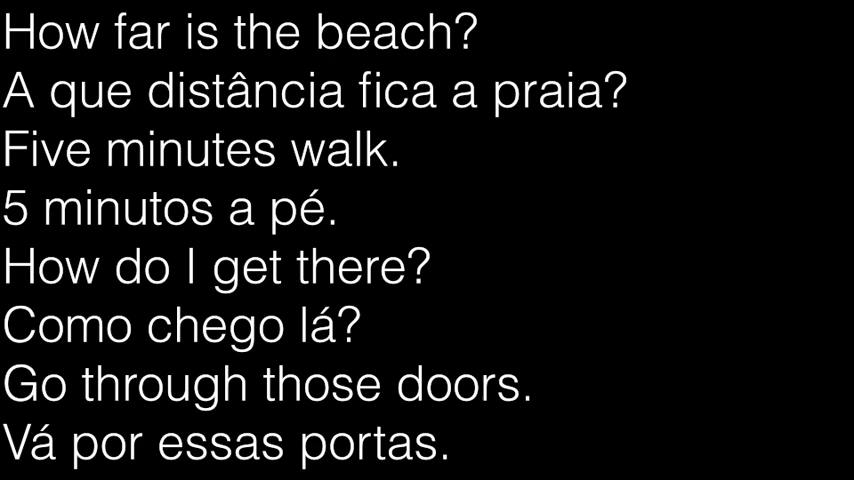 How far is the beach?
A que distância fica a praia?
Five minutes walk.
5 minutos a pé.
How do I get there?
Como chego lá?
Go through those doors.
Vá por essas portas.